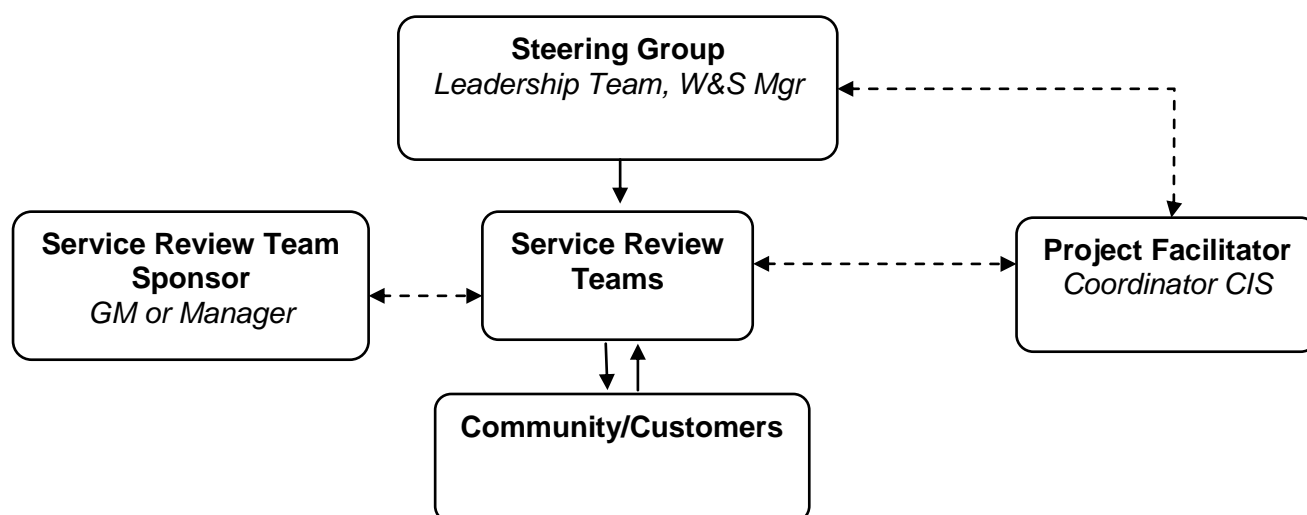 Steering Group
Leadership Team, W&S Mgr
Service Review Team
Sponsor
GM or Manager
Service Review
Teams
Project Facilitator
Coordinator CIS
Community/Customers